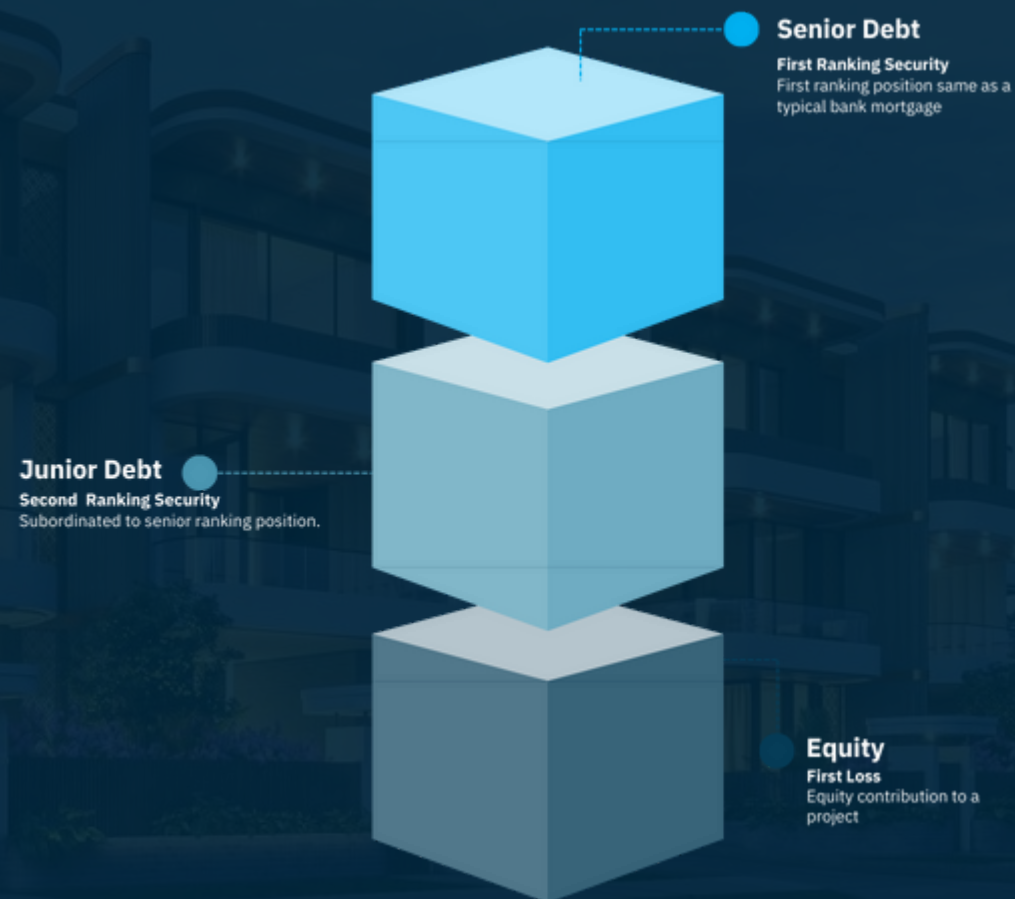 Senior Debt
First Ranking Security
First ranking position same as a
typical bank mortgage
Junior Debt
Second  Ranking Security
Subordinated to senior ranking position.
Equity
First Loss
Equity contribution to a
project